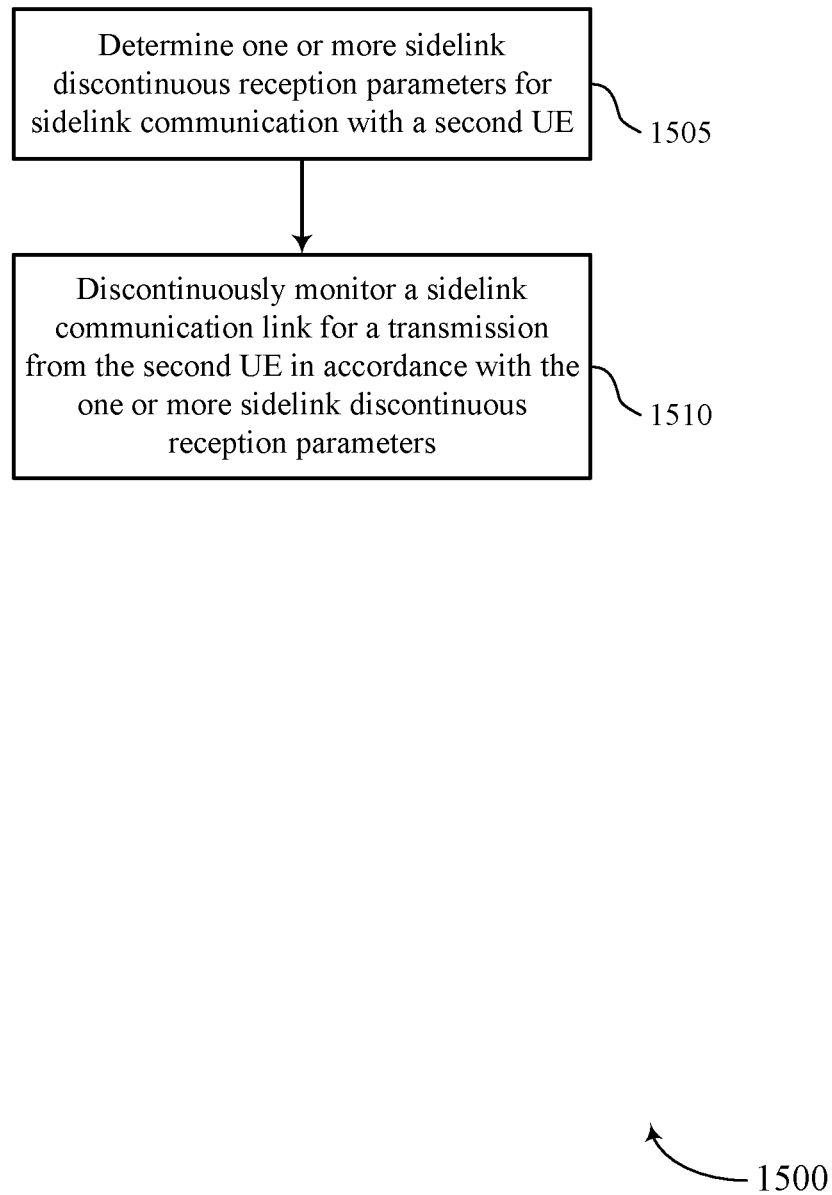 Determine one or more sidelink
discontinuous reception parameters for
sidelink communication with a second UE
1505
Discontinuously monitor a sidelink
communication link for a transmission
from the second UE in accordance with the
one or more sidelink discontinuous
reception parameters
1510
1500